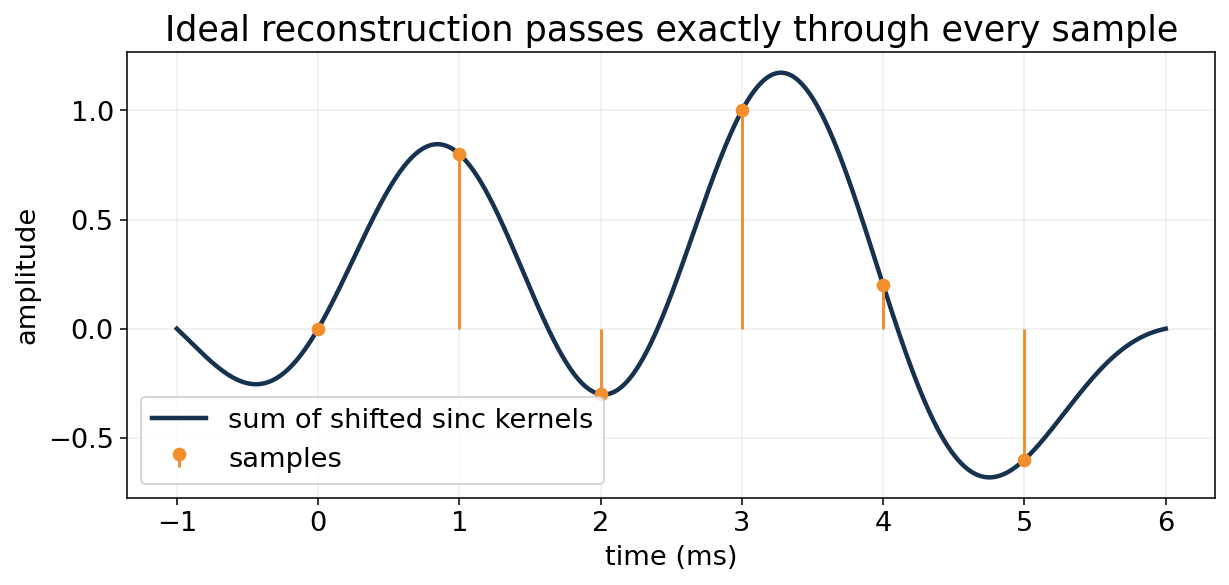 Ideal reconstruction passes exactly through every sample
amplitude
1.0
0.5
0.0
−0.5
sum of shifted sinc kernels
samples
−1 0 1 2 3 4 5 6
time (ms)